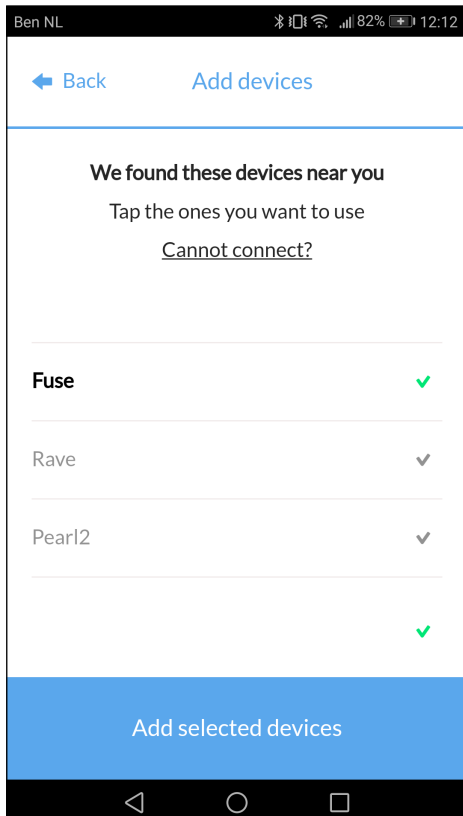 Ben NL 82% 12:12
Back Add devices
We found these devices near you
Tap the ones you want to use
Cannot connect?
Fuse
Rave
Pearl2
Add selected devices